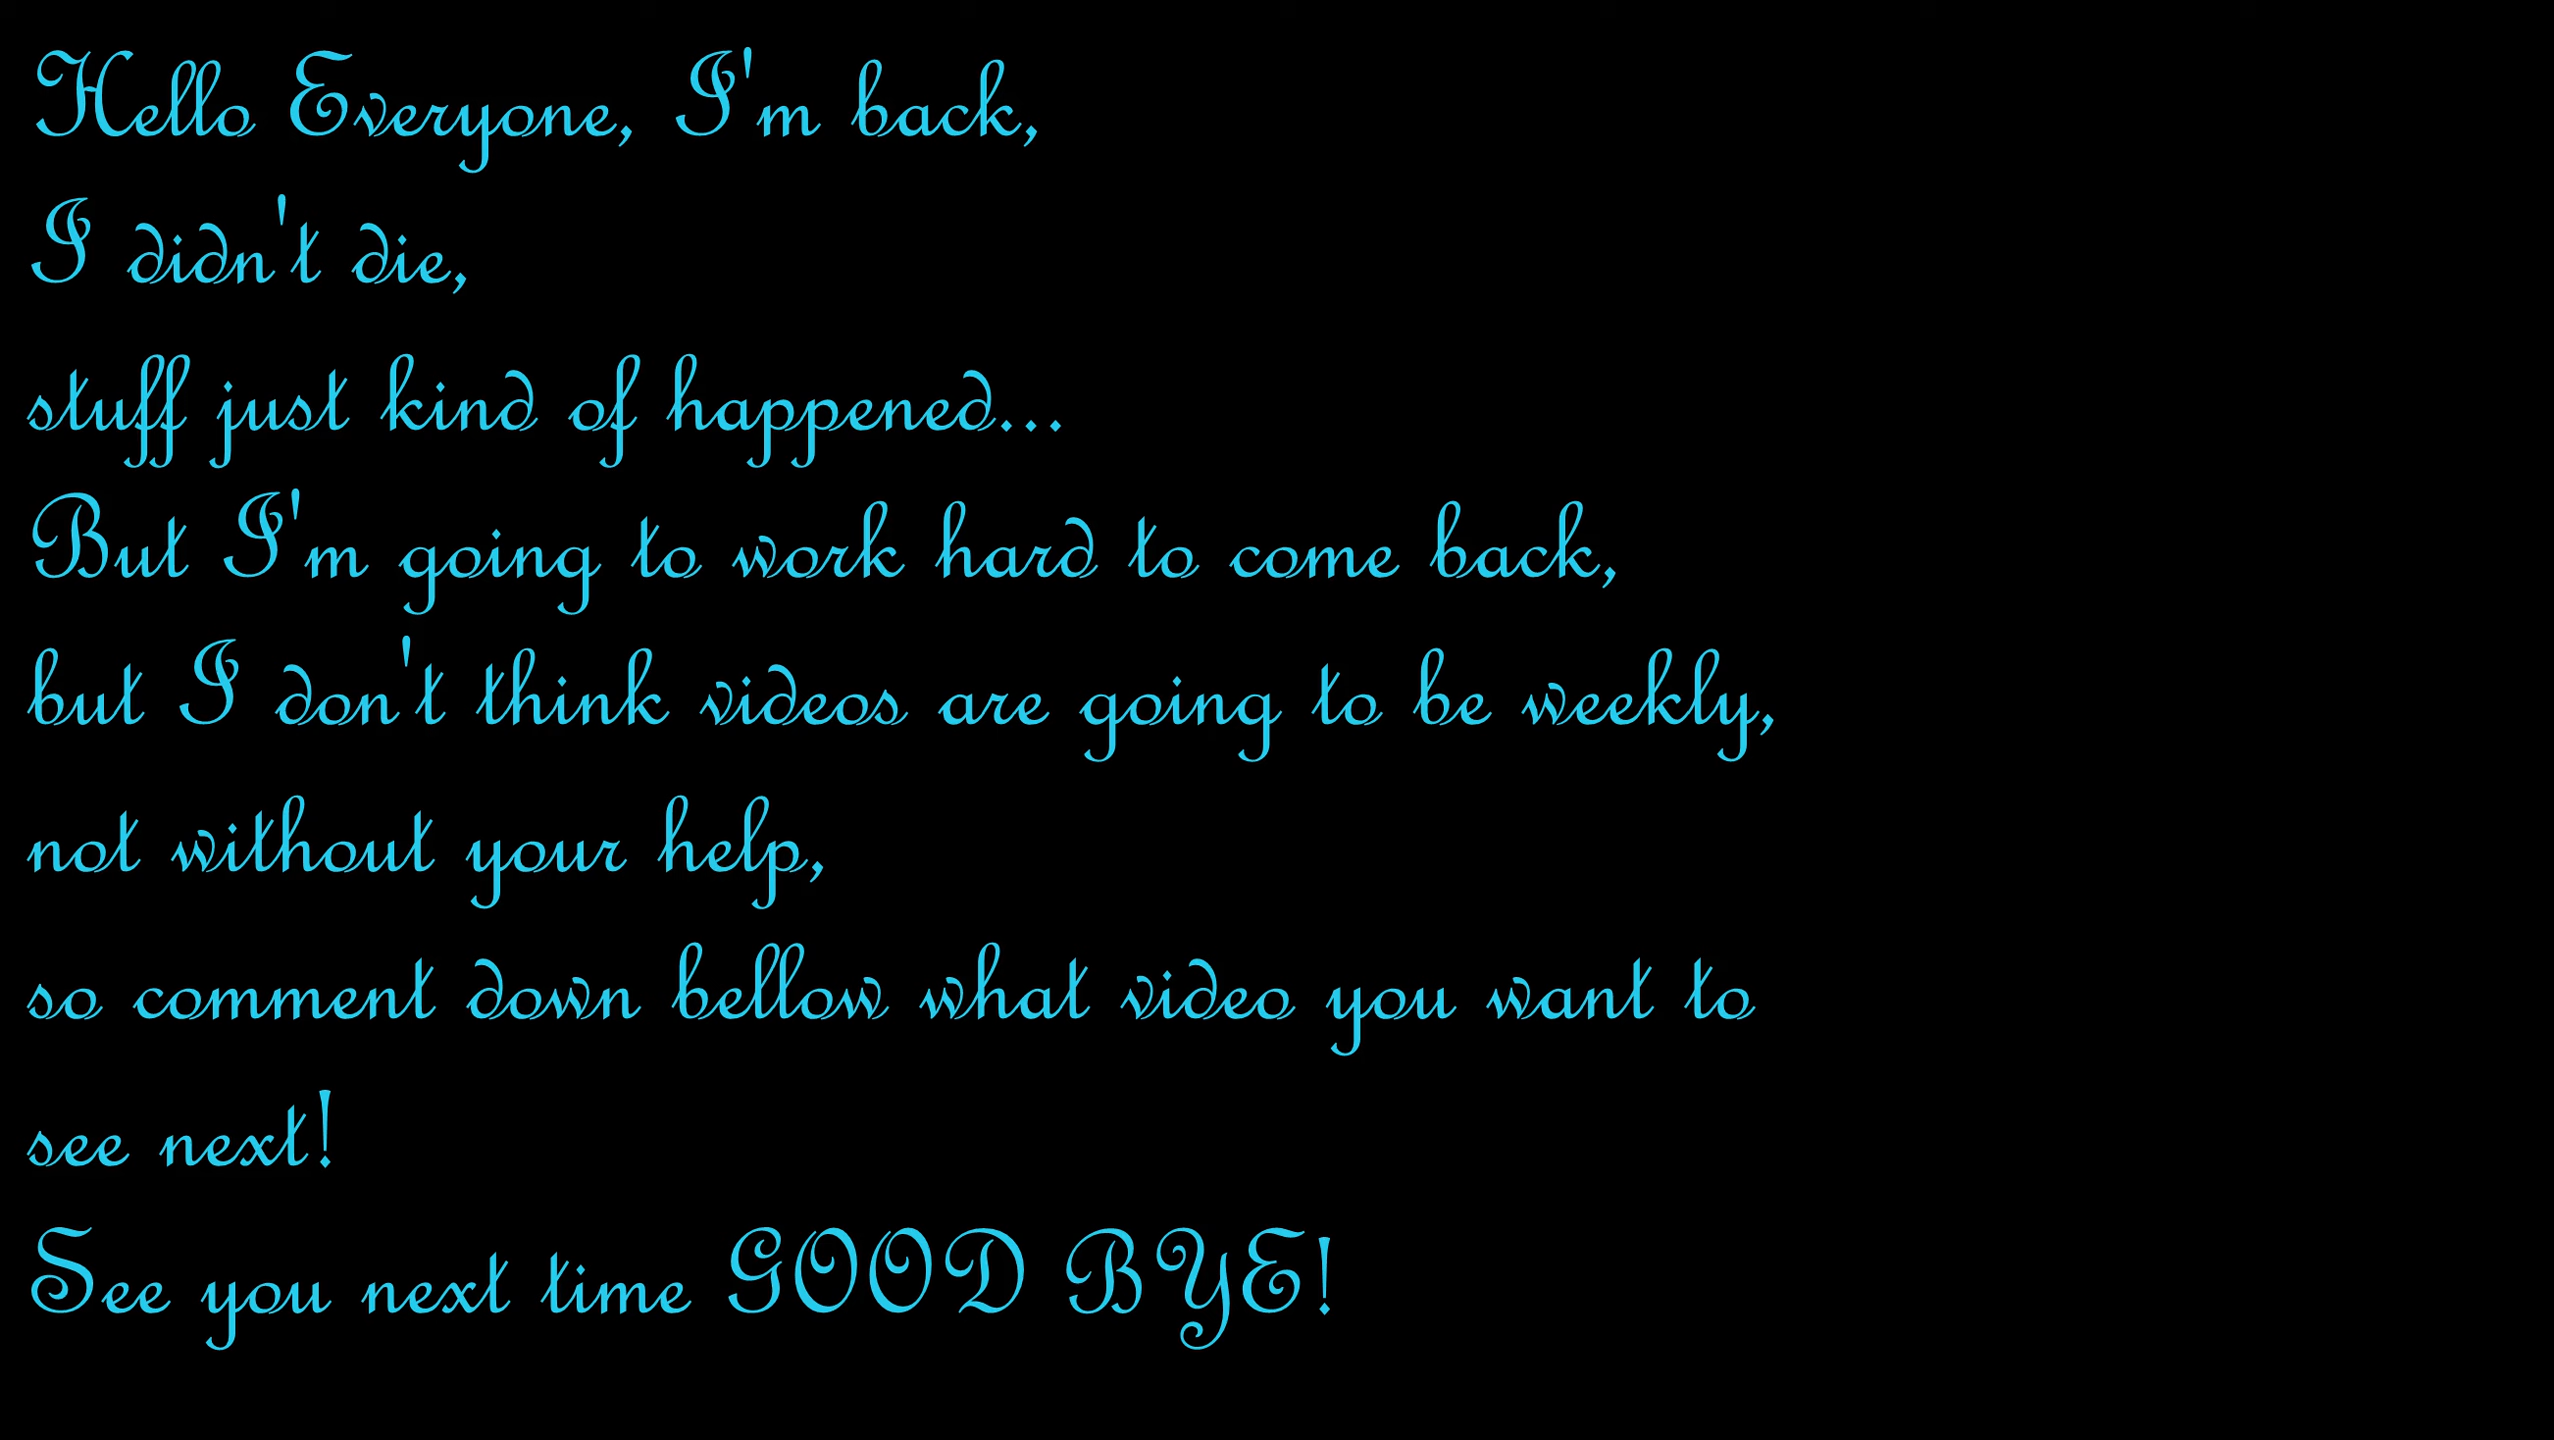 Hello Everyone, I'm back,
I didn't die,
stuff just kind of happened...
But I'm going to work hard to come back,
but I don't think videos are going to be weekly,
not without your help,
so comment down bellow what video you want to
see next!
See you next time GOOD BYE!